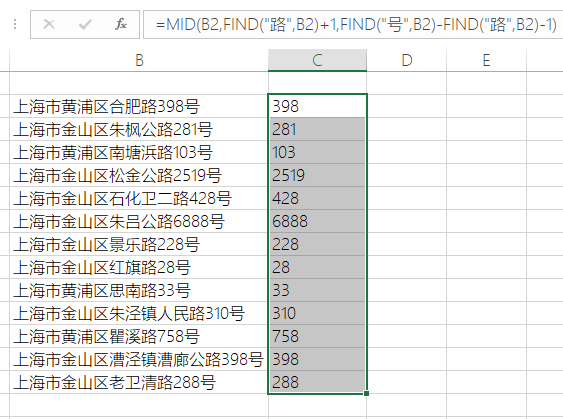 fx =MID(B2,FIND("路",B2)+1,FIND("号",B2)-FIND("路",B2)-1)
B C D E
上海市黄浦区合肥路398号 398
上海市金山区朱枫公路281号 281
上海市黄浦区南塘浜路103号 103
上海市金山区松金公路2519号 2519
上海市金山区石化卫二路428号 428
上海市金山区朱吕公路6888号 6888
上海市金山区景乐路228号 228
上海市金山区红旗路28号 28
上海市黄浦区思南路33号 33
上海市金山区朱泾镇人民路310号 310
上海市黄浦区瞿溪路758号 758
上海市金山区漕泾镇漕廊公路398号 398
上海市金山区老卫清路288号 288